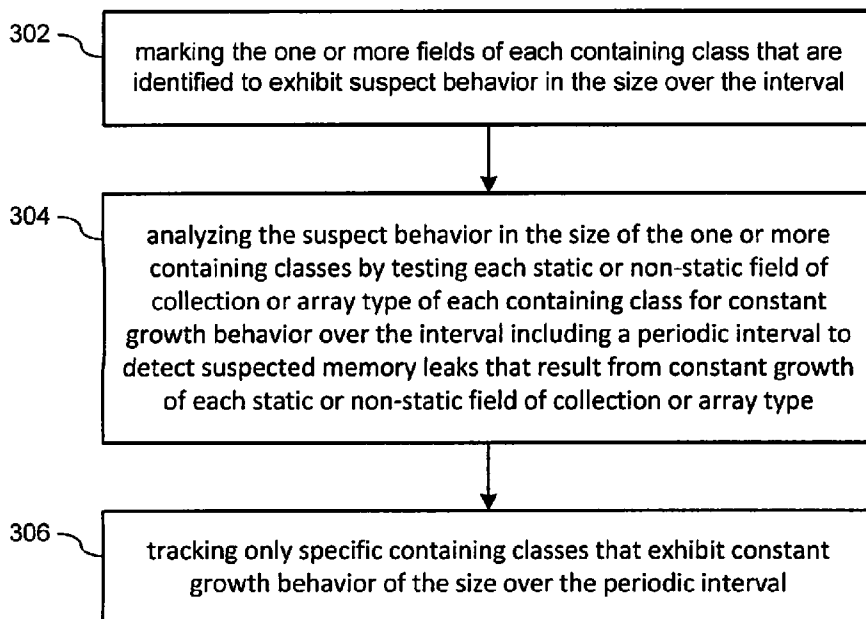 302
marking the one or more fields of each containing class that are
identified to exhibit suspect behavior in the size over the interval
304
analyzing the suspect behavior in the size of the one or more
containing classes by testing each static or non-static field of
collection or array type of each containing class for constant
growth behavior over the interval including a periodic interval to
detect suspected memory leaks that result from constant growth
of each static or non-static field of collection or array type
306
tracking only specific containing classes that exhibit constant
growth behavior of the size over the periodic interval